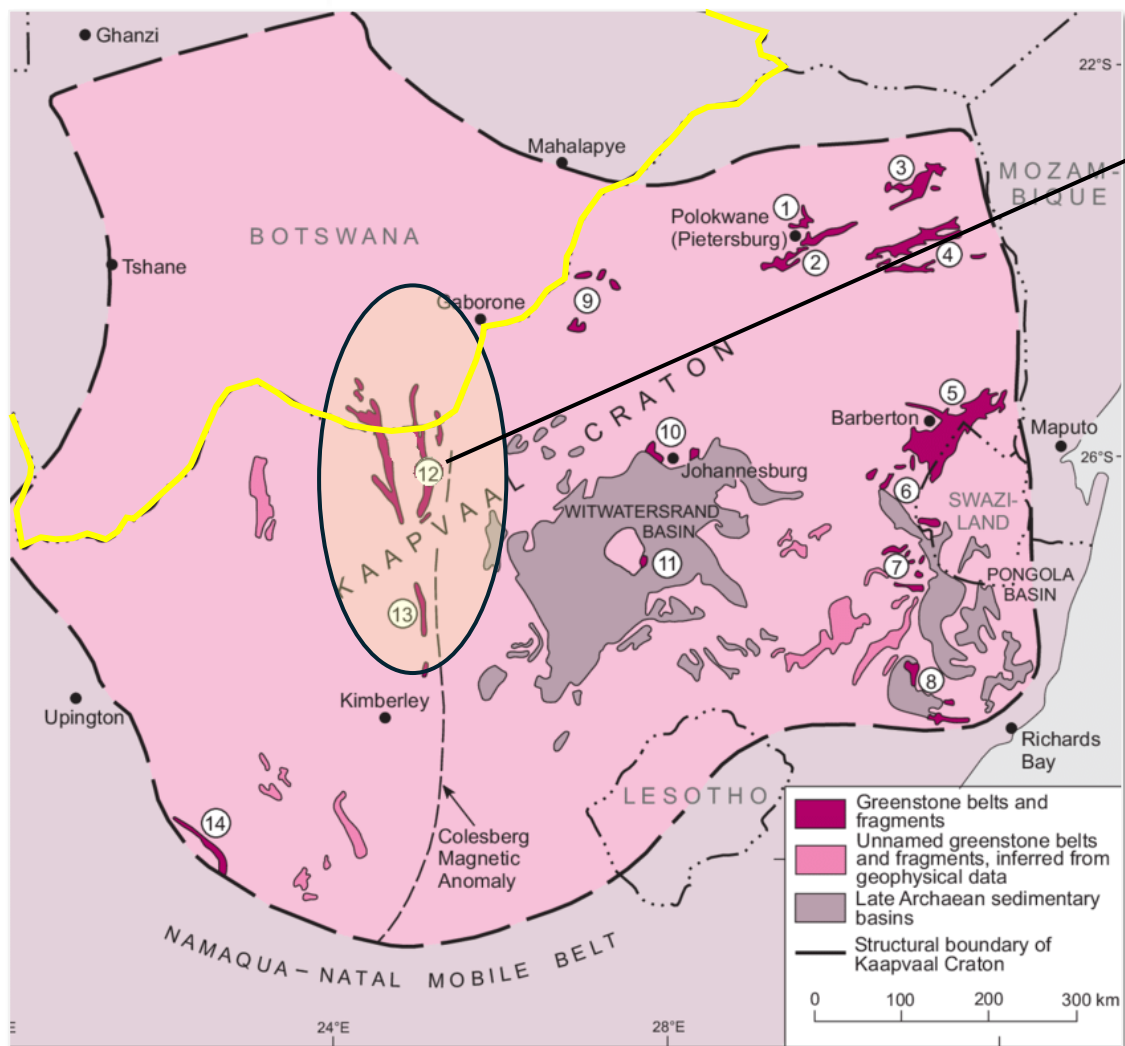 Ghanzi
22°S
Mahalapye
MOZAM-
BIQUE
3
1
Polokwane
(Pietersburg)
BOTSWANA
2
4
Tshane
9
Gaborone
KAAPVAAL CRATON
5
Barberton
Maputo
10
Johannesburg
26°S
12
6
SWAZI-
LAND
WITWATERSRAND
BASIN
11
7
PONGOLA
BASIN
13
8
Kimberley
Upington
Richards
Bay
LESOTHO
14
Colesberg
Magnetic
Anomaly
NAMAQUA–NATAL MOBILE BELT
Greenstone belts and
fragments
Unnamed greenstone belts
and fragments, inferred from
geophysical data
Late Archaean sedimentary
basins
Structural boundary of
Kaapvaal Craton
0 100 200 300 km
E
24°E
28°E